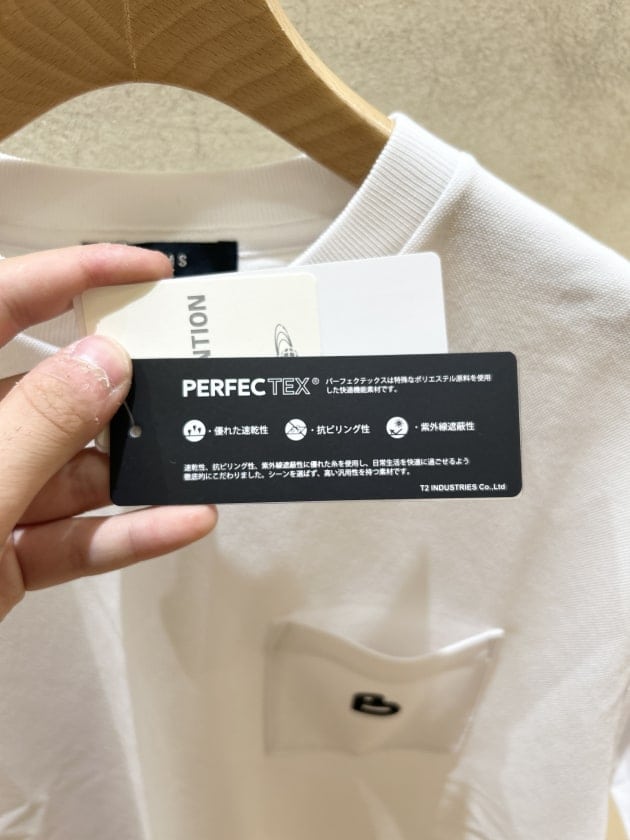 MS
NTION
PERFECTEX®
パーフェクテックスは特殊なポリエステル原料を使用
した快適機能素材です。
・優れた速乾性
・抗ピリング性
・紫外線遮蔽性
速乾性、抗ピリング性、紫外線遮蔽性に優れた糸を使用し、日常生活を快適に過ごせるよう
徹底的にこだわりました。シーンを選ばず、高い汎用性を持つ素材です。
T2 INDUSTRIES Co.,Ltd
B